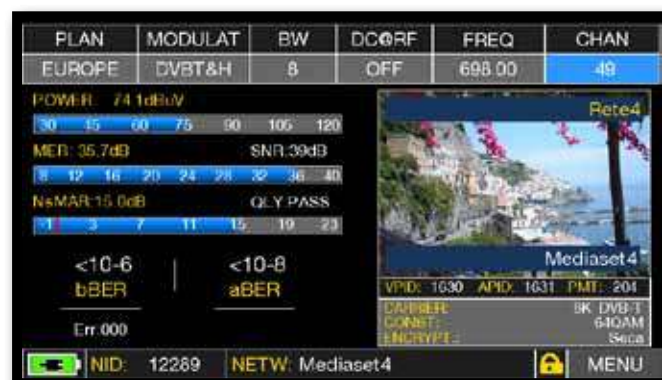 PLAN MODULAT BW DC@RF FREQ CHAN
EUROPE DVBT&H 8 OFF 698.00 49
POWER: 74.1dBuV
30 45 60 75 90 105 120
MER: 35.7dB SNR:39dB
8 12 16 20 24 28 32 36 40
NsMAR:15.0dB QLY PASS
-1 3 7 11 15 19 23
<10-6 <10-8
bBER aBER
Err.000
Rete4
Mediaset4
VPID: 1630 APID: 1631 PMT: 204
CARRIER: 8K DVB-T
CONST: 64QAM
ENCRYPT.: Seca
NID: 12289 NETW: Mediaset4 MENU